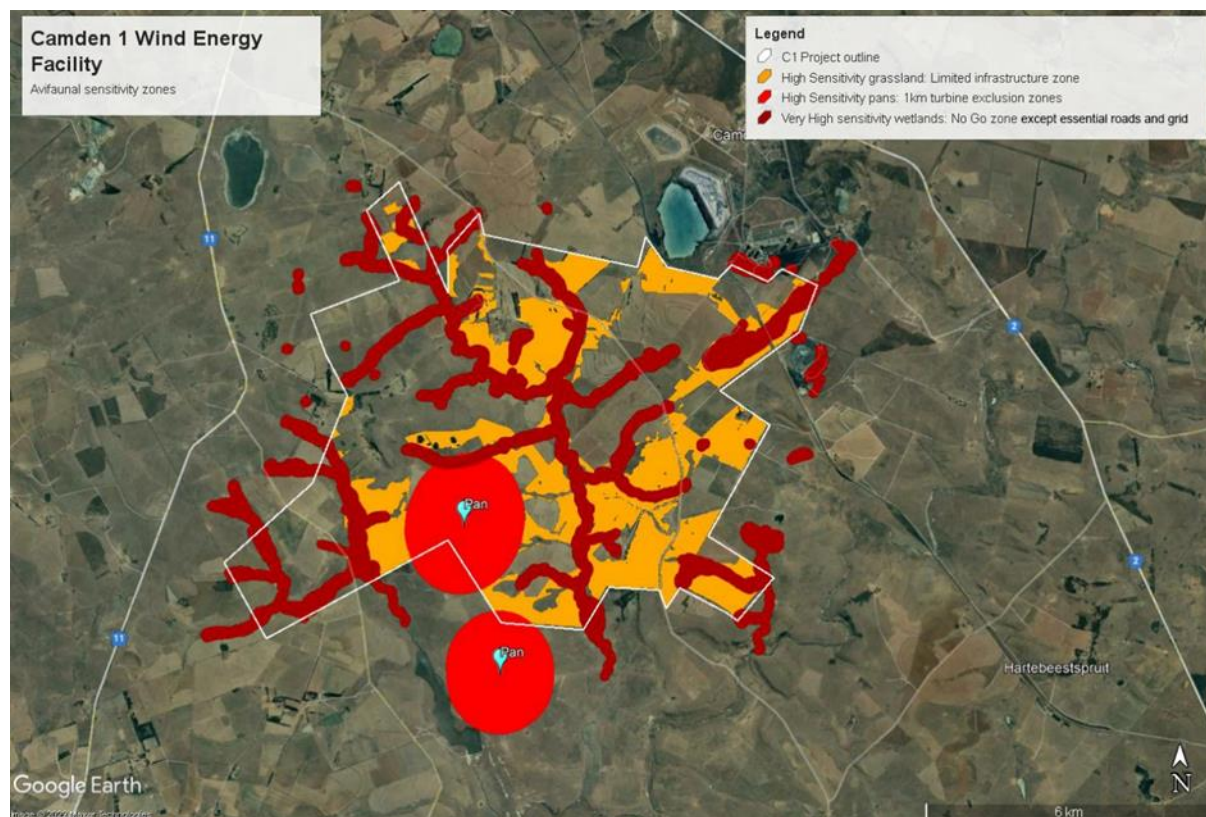 Camden 1 Wind Energy
Facility
Avifaunal sensitivity zones
Legend
C1 Project outline
High Sensitivity grassland: Limited infrastructure zone
High Sensitivity pans: 1km turbine exclusion zones
Very High sensitivity wetlands: No Go zone except essential roads and grid
11
2
Pan
2
11
Pan
Hartebeestspruit
Google Earth
N
6 km